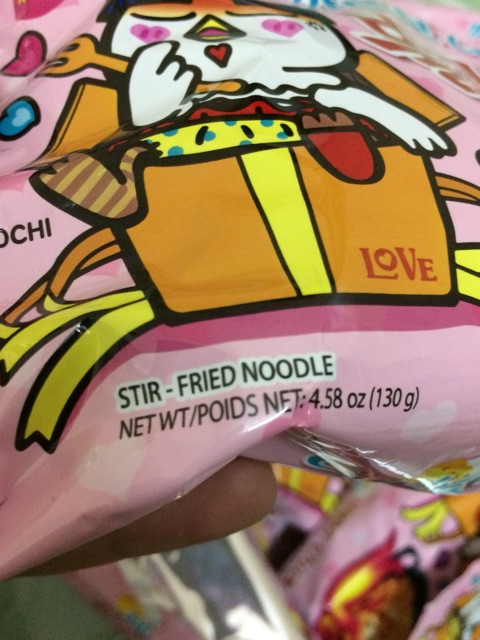 OCHI
LOVE
STIR - FRIED NOODLE
NET WT/POIDS NET: 4.58 oz (130 g)